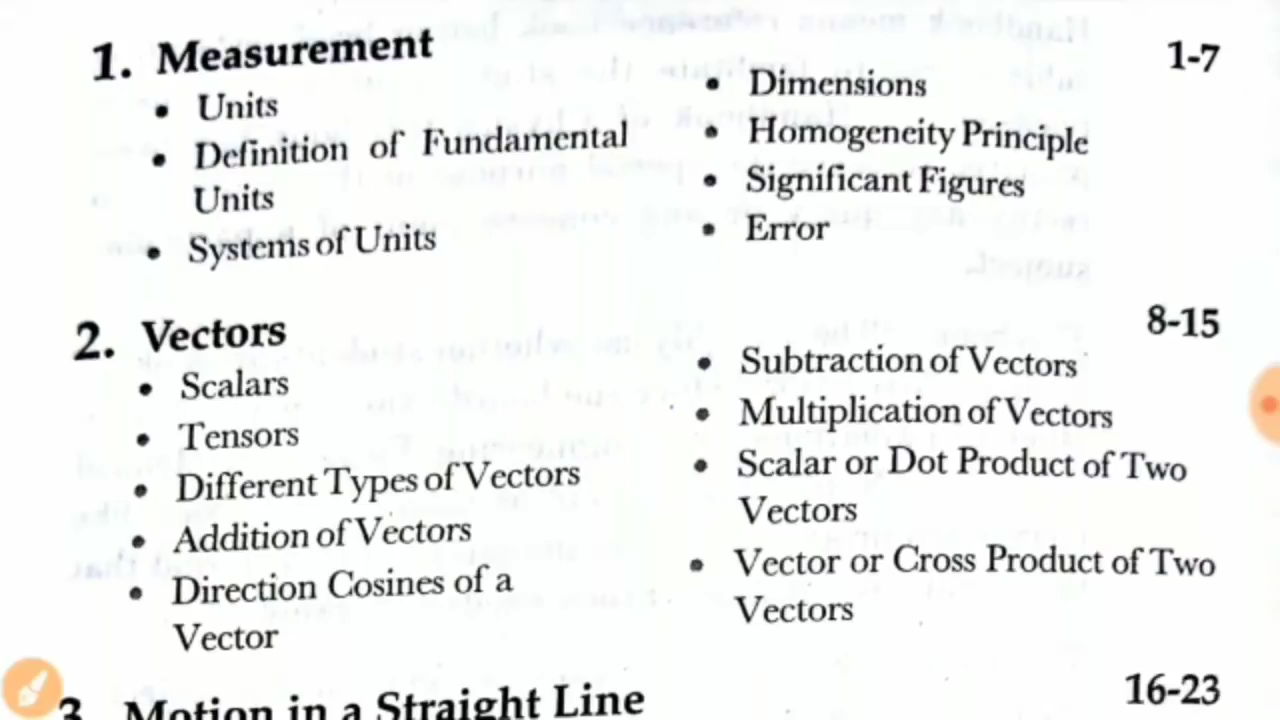 1. Measurement 1-7
• Units
• Definition of Fundamental
Units
• Systems of Units
• Dimensions
• Homogeneity Principle
• Significant Figures
• Error
2. Vectors 8-15
• Scalars
• Tensors
• Different Types of Vectors
• Addition of Vectors
• Direction Cosines of a
Vector
• Subtraction of Vectors
• Multiplication of Vectors
• Scalar or Dot Product of Two
Vectors
• Vector or Cross Product of Two
Vectors
3. Motion in a Straight Line 16-23